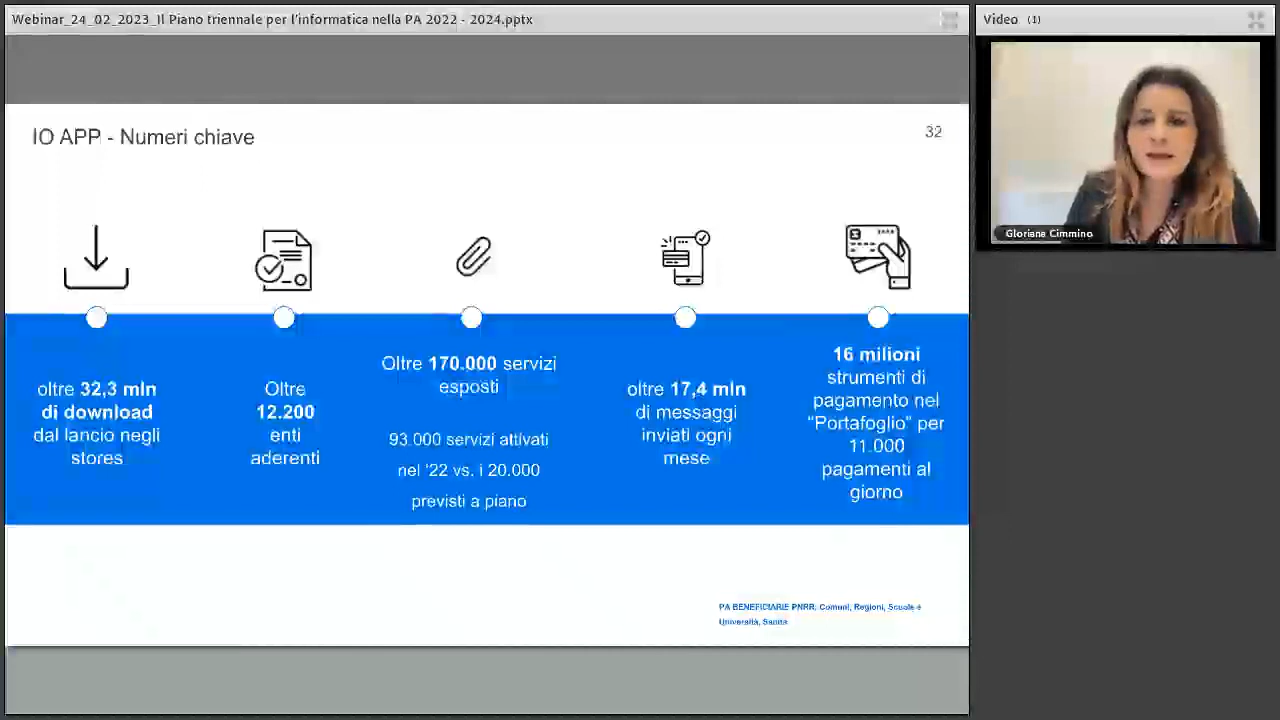 Webinar_24_02_2023_Il Piano triennale per l'informatica nella PA 2022 - 2024.pptx
Video (1)
Gloriana Cimmino
IO APP - Numeri chiave
32
oltre 32,3 mln
di download
dal lancio negli
stores
Oltre
12.200
enti
aderenti
Oltre 170.000 servizi
esposti
93.000 servizi attivati
nel '22 vs. i 20.000
previsti a piano
oltre 17,4 mln
di messaggi
inviati ogni
mese
16 milioni
strumenti di
pagamento nel
"Portafoglio" per
11.000
pagamenti al
giorno
PA BENEFICIARIE PNRR: Comuni, Regioni, Scuole e
Università, Sanità